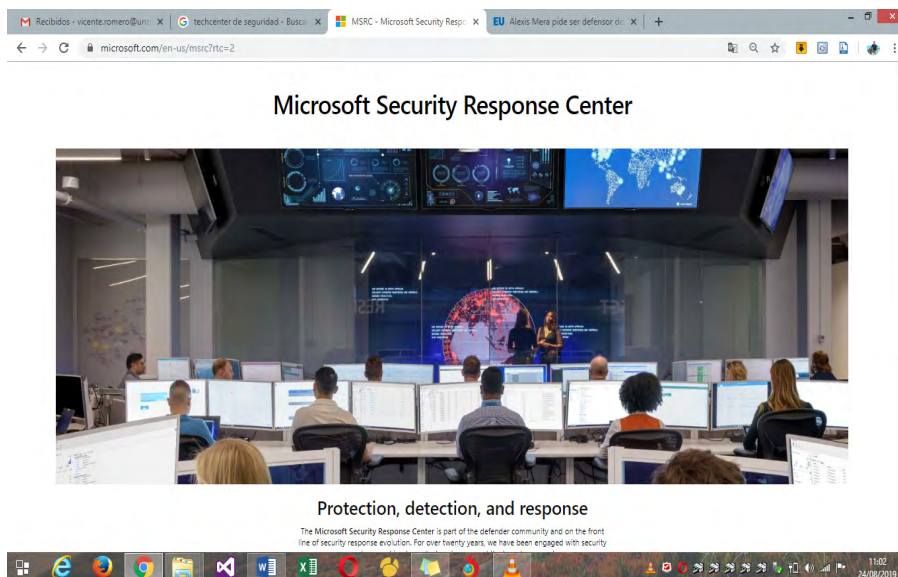 Recibidos - vicente.romero@une
techcenter de seguridad - Busca
MSRC - Microsoft Security Respo
EU Alexis Mera pide ser defensor de
microsoft.com/en-us/msrc?rtc=2
Microsoft Security Response Center
Protection, detection, and response
The Microsoft Security Response Center is part of the defender community and on the front
line of security response evolution. For over twenty years, we have been engaged with security
11:02
24/08/2019